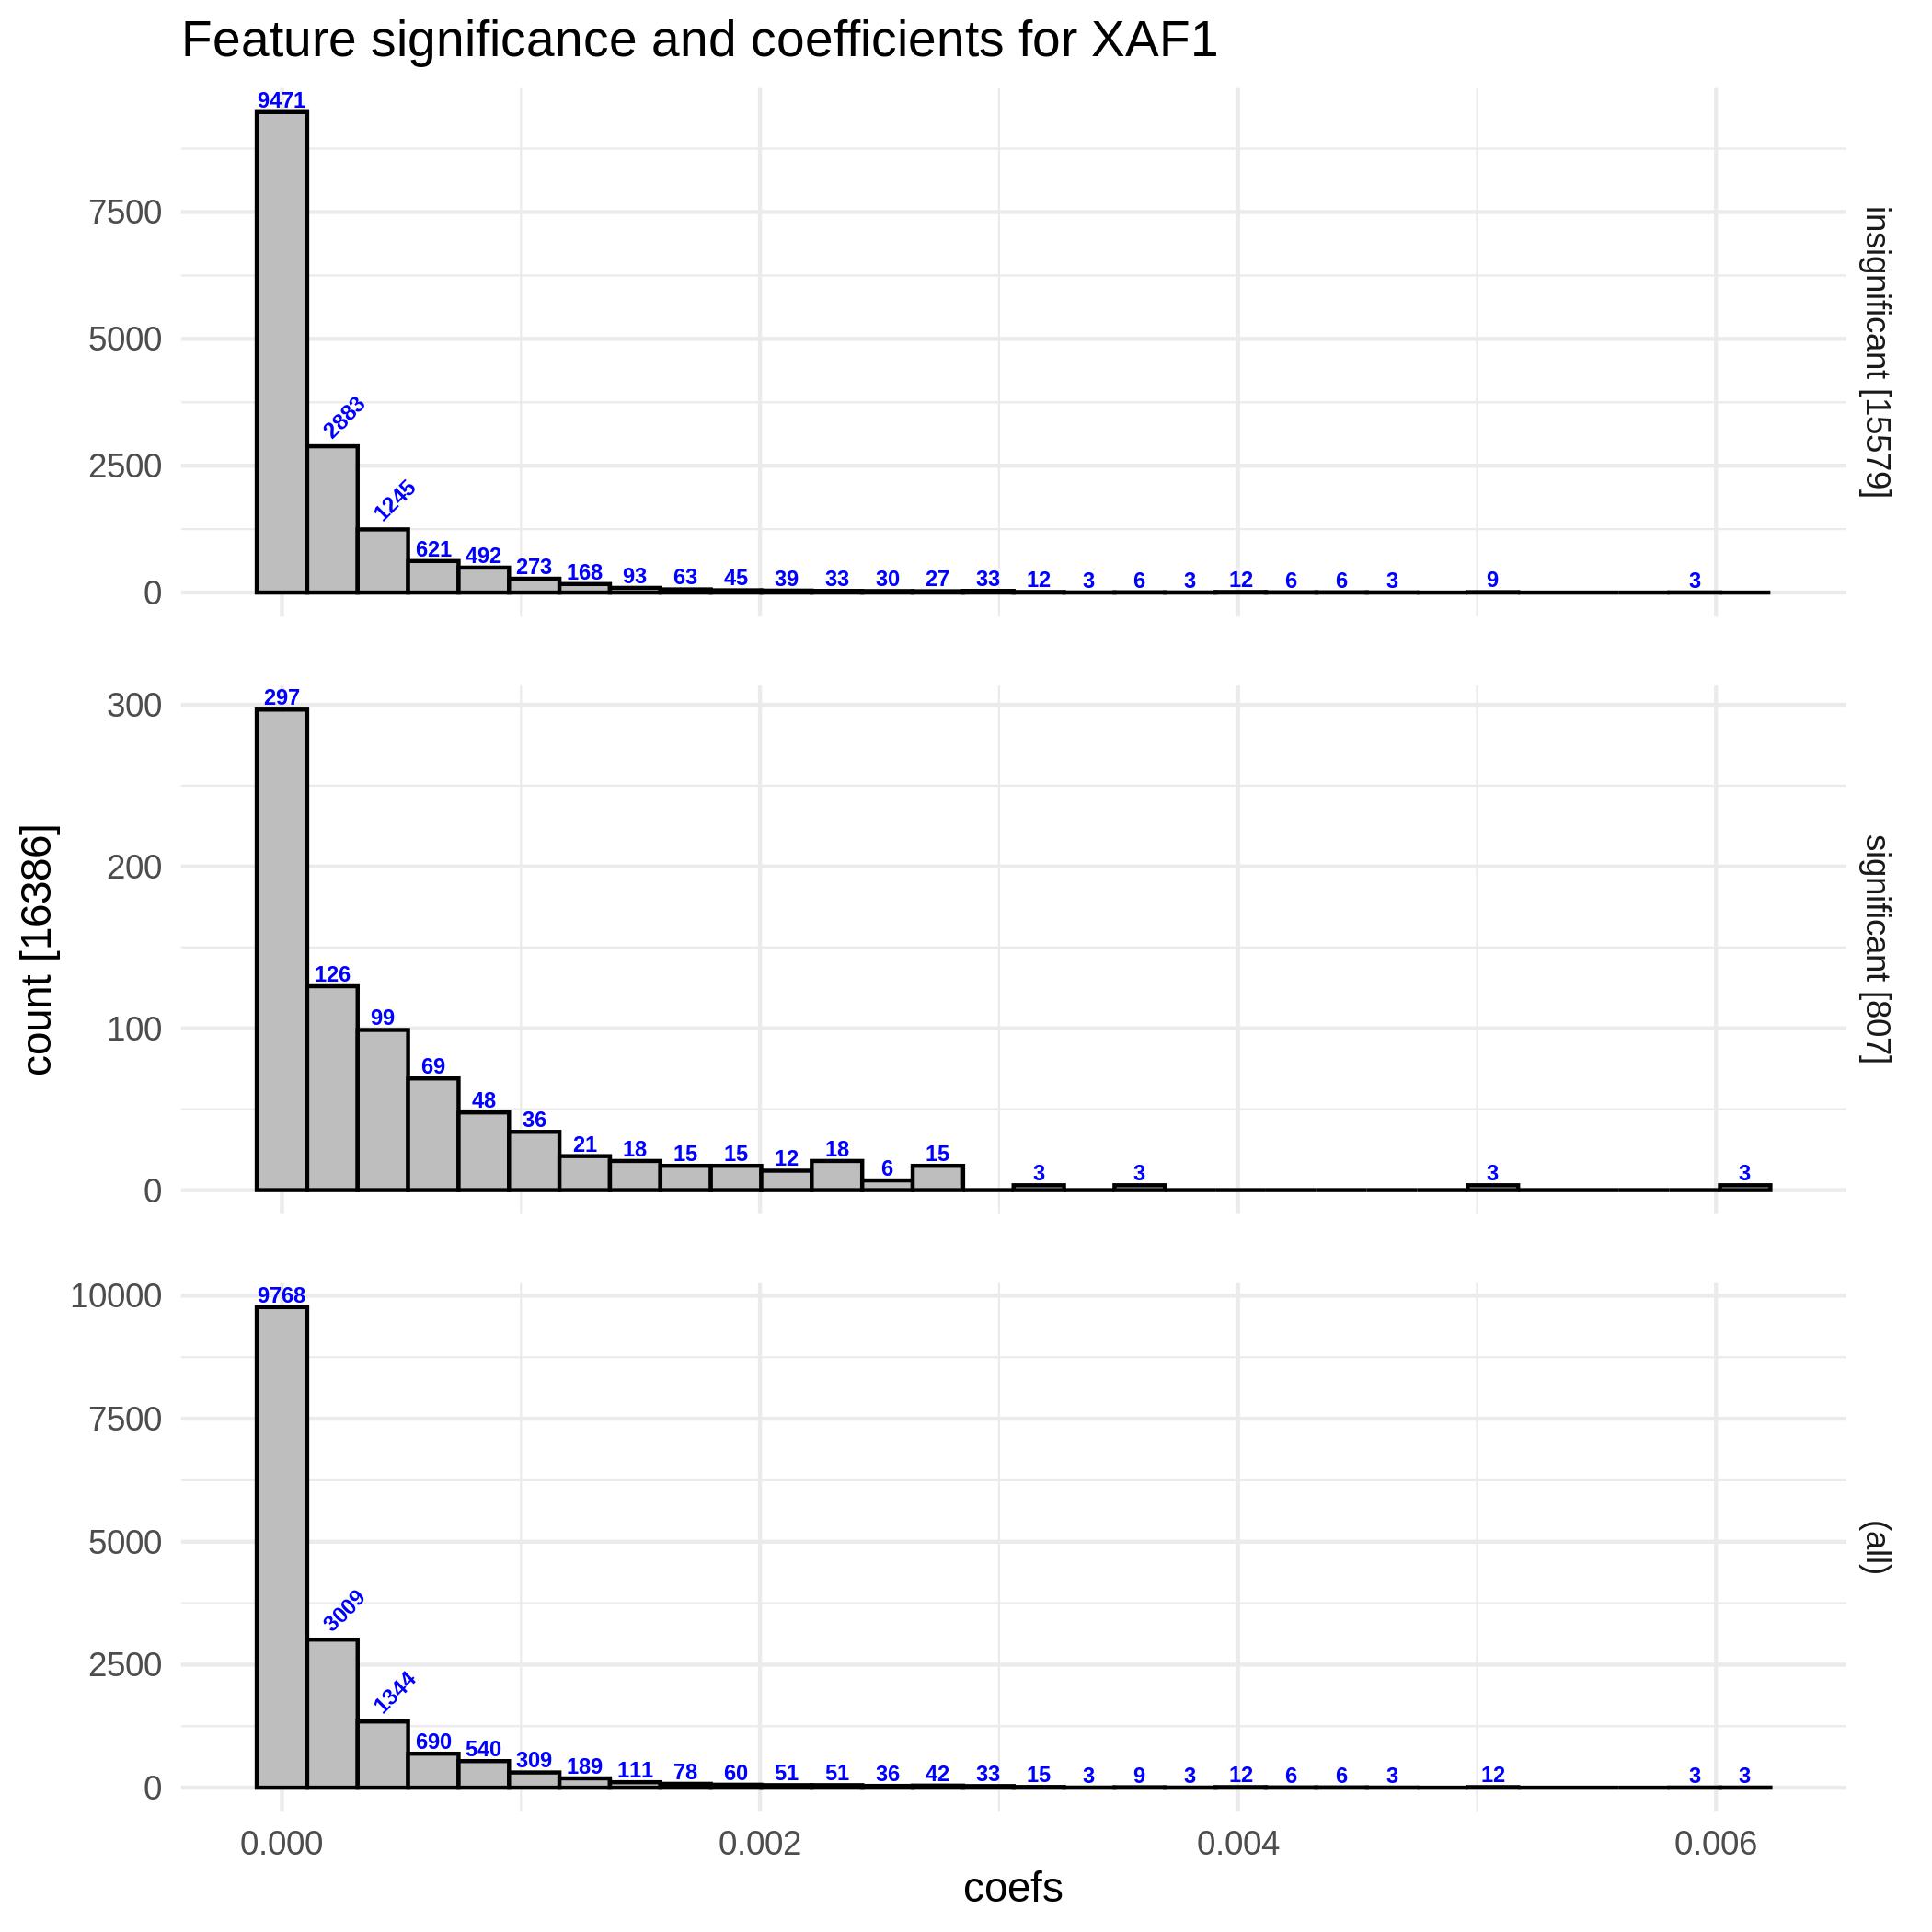 Feature significance and coefficients for XAF1
9471
2883
1245
621 492 273 168 93 63 45 39 33 30 27 33 12 3 6 3 12 6 6 3 9 3
7500
5000
2500
0
insignificant [15579]
297
126
99
69
48
36
21 18 15 15 12 18 6 15 3 3 3 3
300
200
100
0
significant [807]
count [16386]
9768
3009
1344
690 540 309 189 111 78 60 51 51 36 42 33 15 3 9 3 12 6 6 3 12 3 3
10000
7500
5000
2500
0
(all)
0.000 0.002 0.004 0.006
coefs